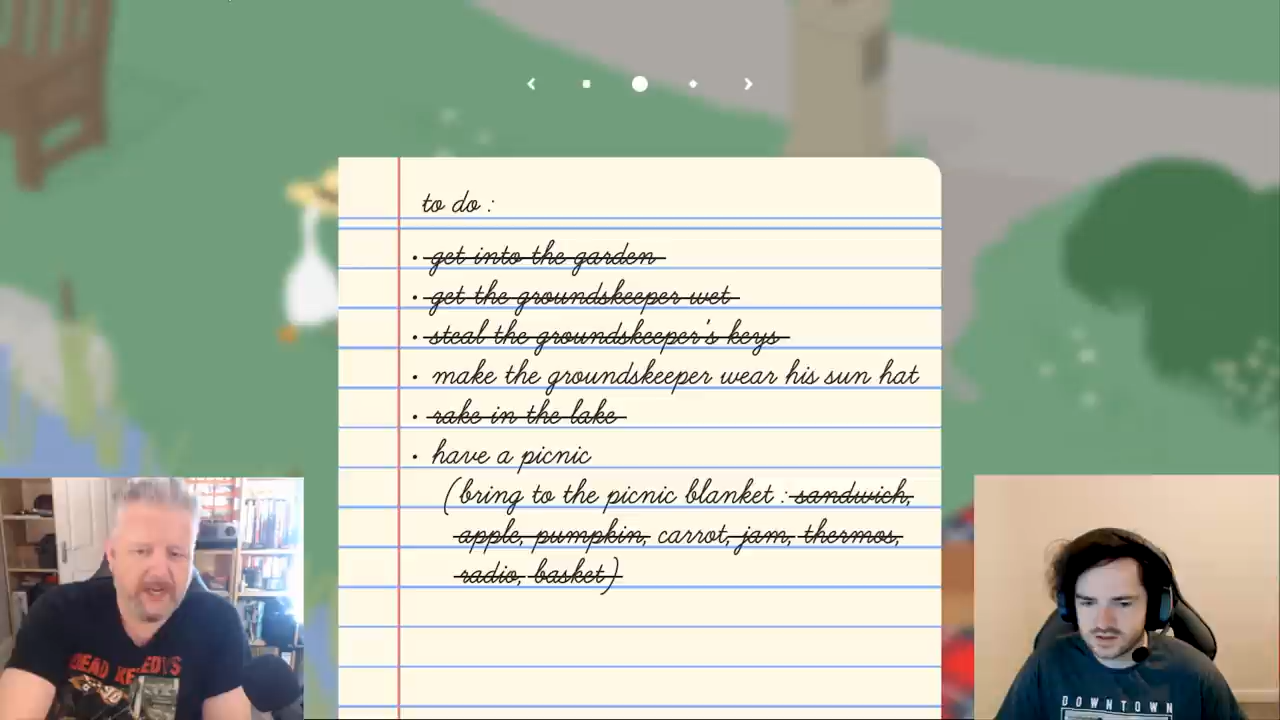 to do :
• get into the garden
• get the groundskeeper wet
• steal the groundskeeper's keys
• make the groundskeeper wear his sun hat
• rake in the lake
• have a picnic
(bring to the picnic blanket : sandwich,
apple, pumpkin, carrot, jam, thermos,
radio, basket)
DEAD KENNEDYS
DOWNTOWN